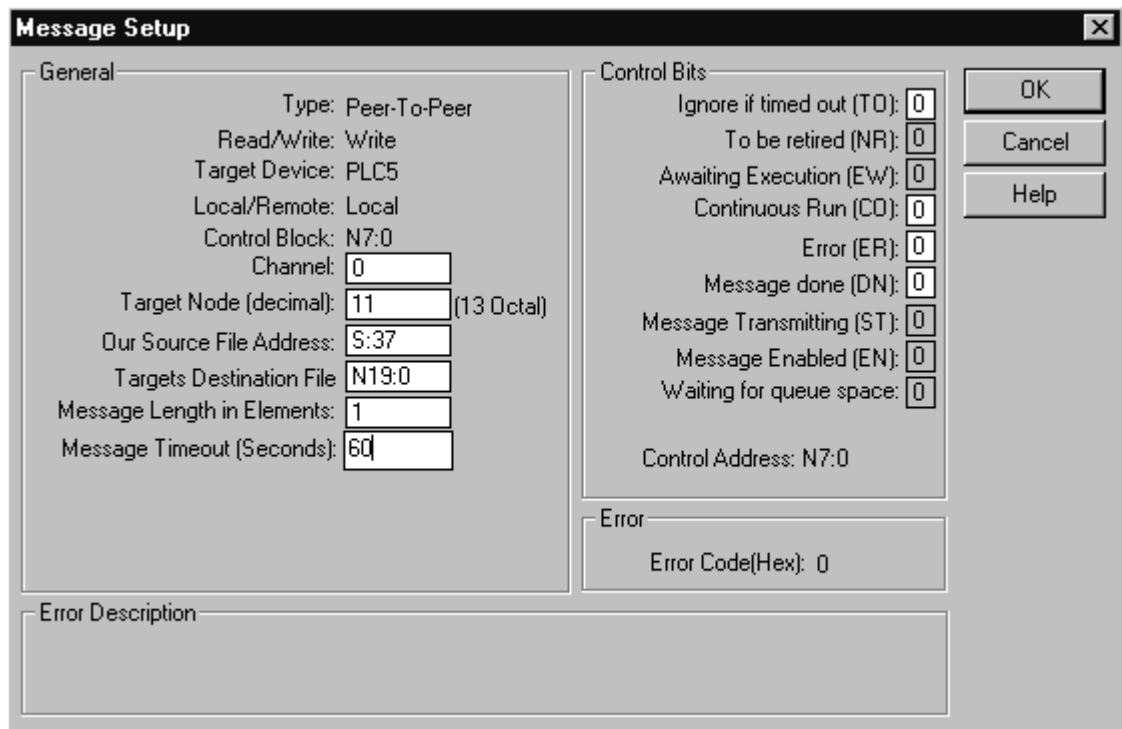 Message Setup
General
Type: Peer-To-Peer
Read/Write: Write
Target Device: PLC5
Local/Remote: Local
Control Block: N7:0
Channel: 0
Target Node (decimal): 11 (13 Octal)
Our Source File Address: S:37
Targets Destination File N19:0
Message Length in Elements: 1
Message Timeout (Seconds): 60
Control Bits
Ignore if timed out (TO): 0
To be retired (NR): 0
Awaiting Execution (EW): 0
Continuous Run (CO): 0
Error (ER): 0
Message done (DN): 0
Message Transmitting (ST): 0
Message Enabled (EN): 0
Waiting for queue space: 0
Control Address: N7:0
Error
Error Code(Hex): 0
Error Description
OK
Cancel
Help